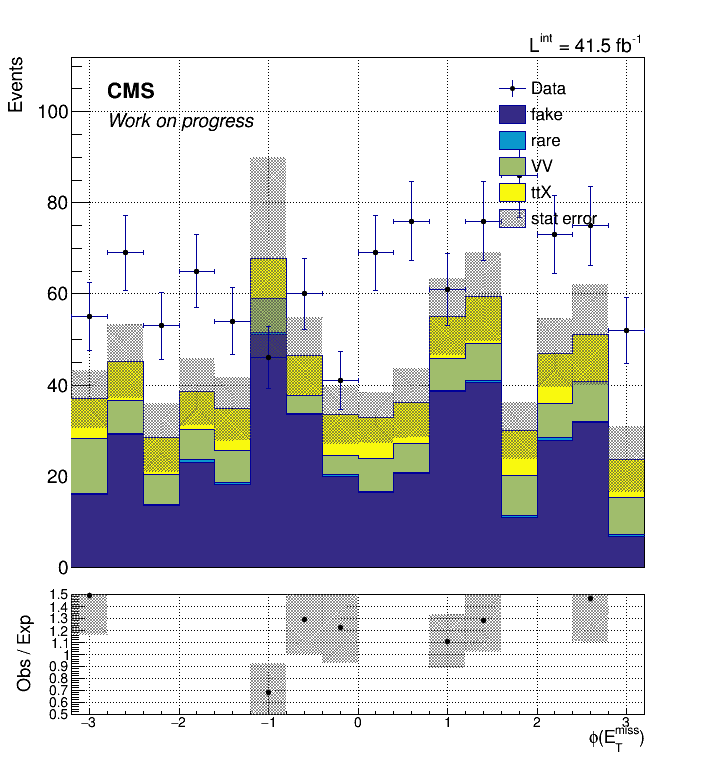 L^int = 41.5 fb^-1
Events
CMS
Work on progress
Data
fake
rare
VV
ttX
stat error
100
80
60
40
20
0
Obs / Exp
1.5
1.4
1.3
1.2
1.1
1
0.9
0.8
0.7
0.6
0.5
−3 −2 −1 0 1 2 3
ϕ(E_T^miss)